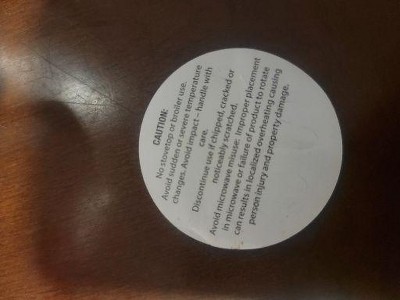 CAUTION:
No stovetop or broiler use.
Avoid sudden or severe temperature
changes. Avoid impact – handle with
care.
Discontinue use if chipped, cracked or
noticeably scratched.
Avoid microwave misuse: Improper placement
in microwave or failure of product to rotate
can results in localized overheating causing
person injury and property damage.